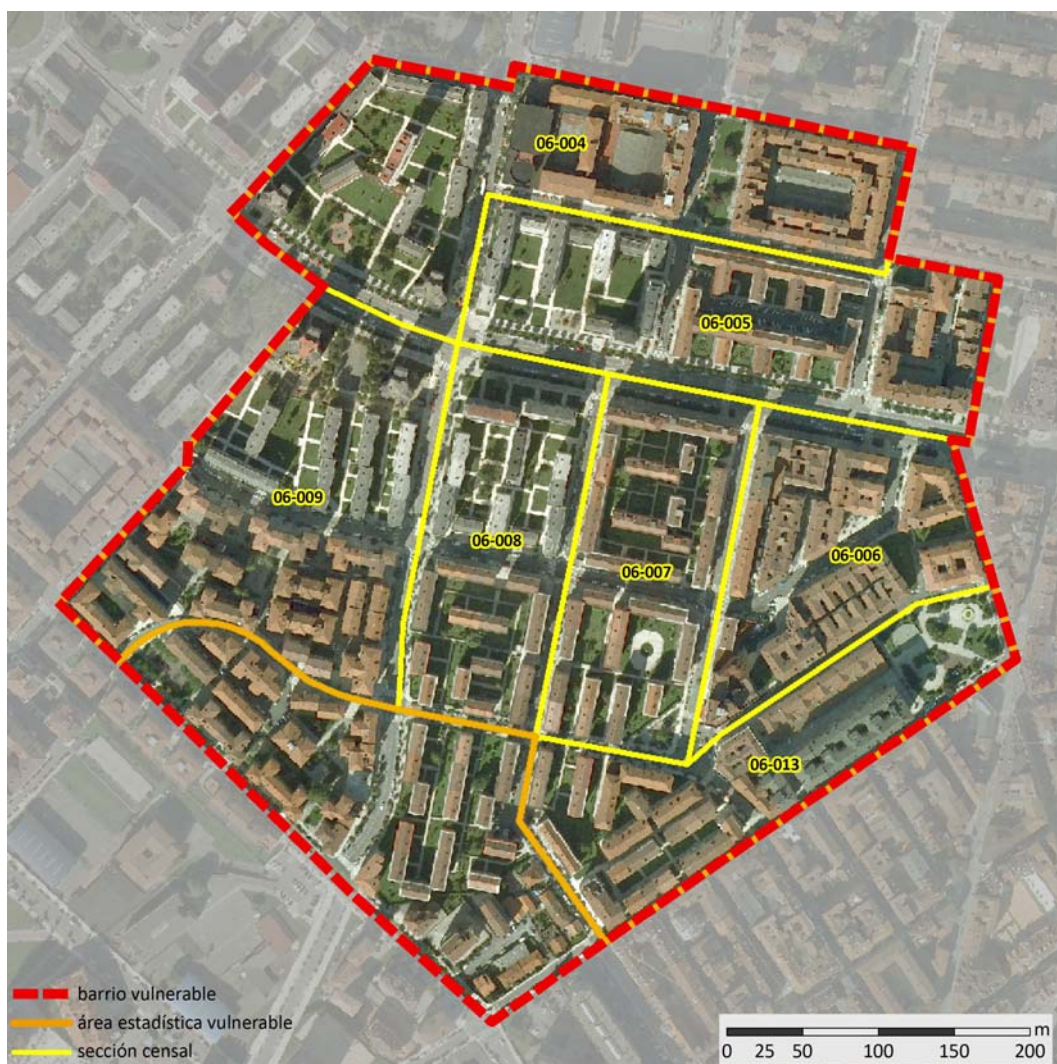 06-004
06-005
06-009
06-008
06-006
06-007
06-013
barrio vulnerable
área estadística vulnerable
sección censal
m
0 25 50 100 150 200